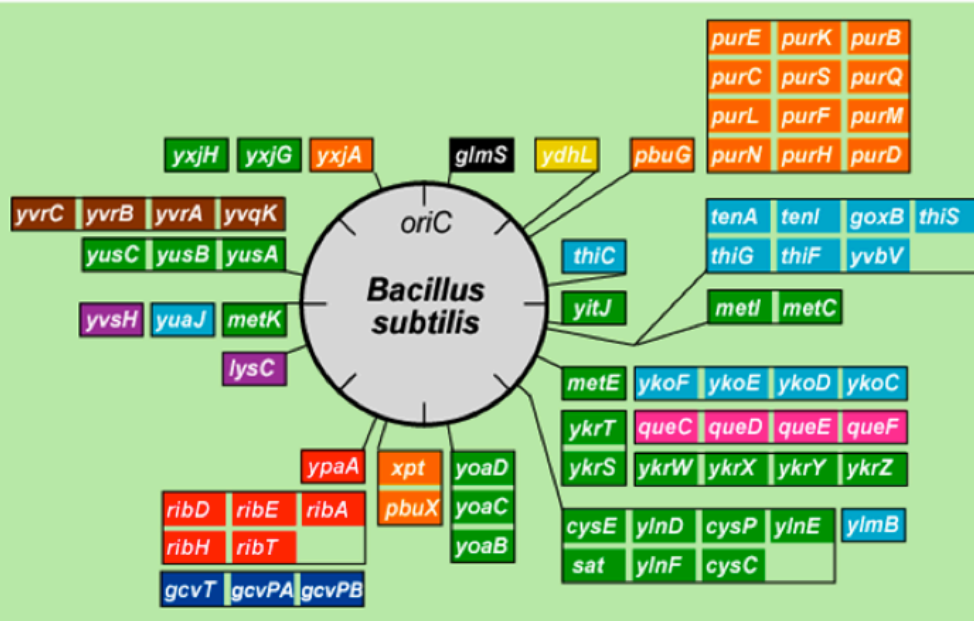 purE purK purB
purC purS purQ
purL purF purM
purN purH purD
yxjH yxjG yxjA glmS ydhL pbuG
yvrC yvrB yvrA yvqK
yusC yusB yusA
oriC
tenA tenI goxB thiS
thiG thiF yvbV
thiC
Bacillus
subtilis
yitJ
metI metC
yvsH yuaJ metK
lysC
metE ykoF ykoE ykoD ykoC
ykrT queC queD queE queF
ykrS ykrW ykrX ykrY ykrZ
ypaA xpt yoaD
pbuX yoaC
yoaB
ribD ribE ribA
ribH ribT
gcvT gcvPA gcvPB
cysE ylnD cysP ylnE ylmB
sat ylnF cysC